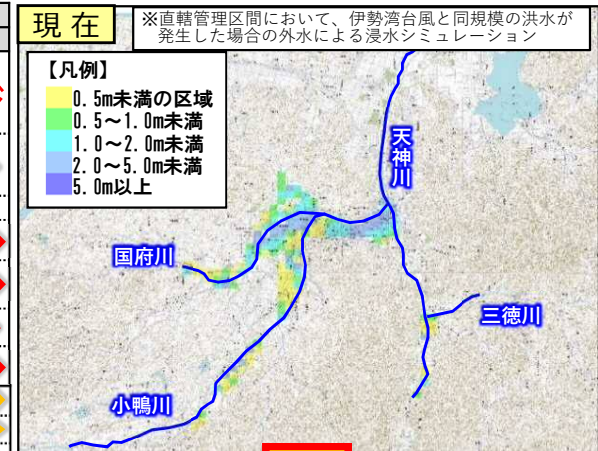 現在
※直轄管理区間において、伊勢湾台風と同規模の洪水が
発生した場合の外水による浸水シミュレーション
【凡例】
0.5m未満の区域
0.5～1.0m未満
1.0～2.0m未満
2.0～5.0m未満
5.0m以上
天神川
国府川
三徳川
小鴨川